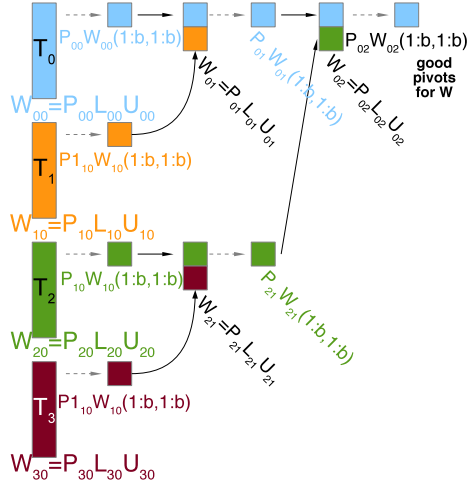 T₀
P₀₀W₀₀(1:b,1:b)
W₀₀=P₀₀L₀₀U₀₀
W₀₁=P₀₁L₀₁U₀₁
P₀₁W₀₁(1:b,1:b)
W₀₂=P₀₂L₀₂U₀₂
P₀₂W₀₂(1:b,1:b)
good
pivots
for W
T₁
P1₁₀W₁₀(1:b,1:b)
W₁₀=P₁₀L₁₀U₁₀
T₂
P₁₀W₁₀(1:b,1:b)
W₂₀=P₂₀L₂₀U₂₀
W₂₁=P₂₁L₂₁U₂₁
P₂₁W₂₁(1:b,1:b)
T₃
P1₁₀W₁₀(1:b,1:b)
W₃₀=P₃₀L₃₀U₃₀